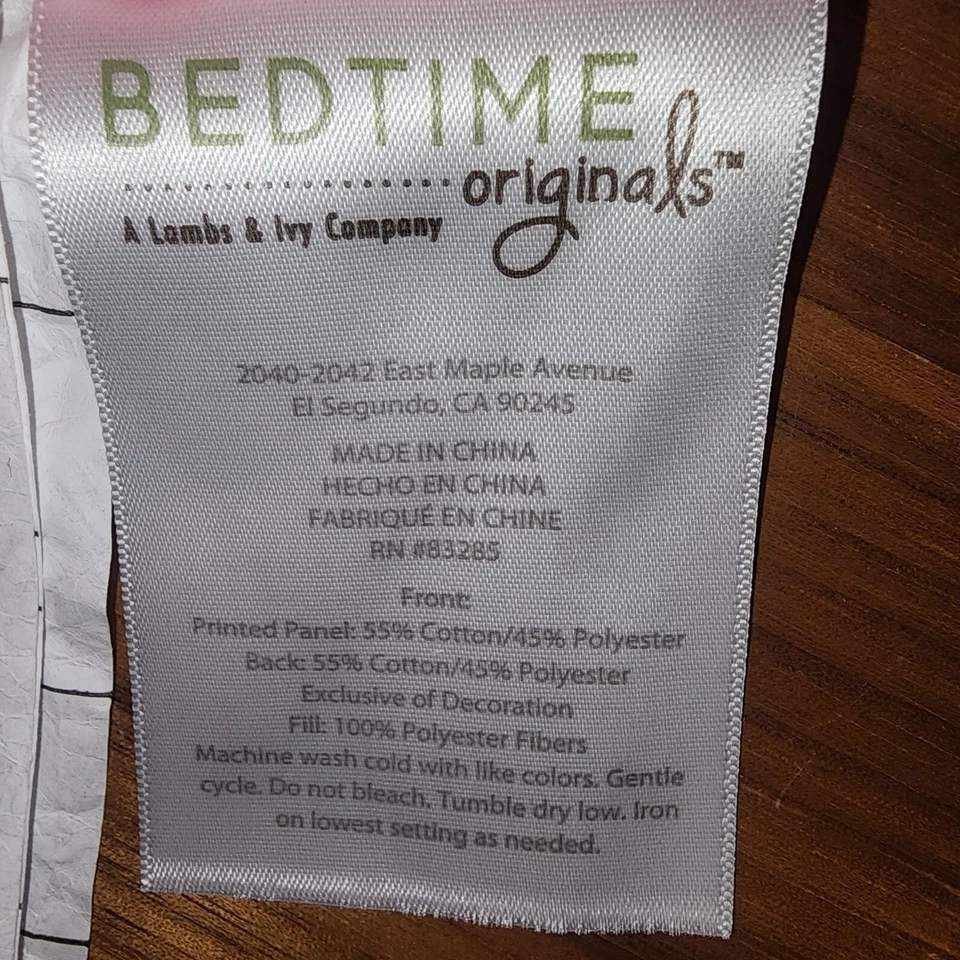 BEDTIME
originals™
A Lambs & Ivy Company
2040-2042 East Maple Avenue
El Segundo, CA 90245
MADE IN CHINA
HECHO EN CHINA
FABRIQUÉ EN CHINE
RN #83285
Front:
Printed Panel: 55% Cotton/45% Polyester
Back: 55% Cotton/45% Polyester
Exclusive of Decoration
Fill: 100% Polyester Fibers
Machine wash cold with like colors. Gentle
cycle. Do not bleach. Tumble dry low. Iron
on lowest setting as needed.